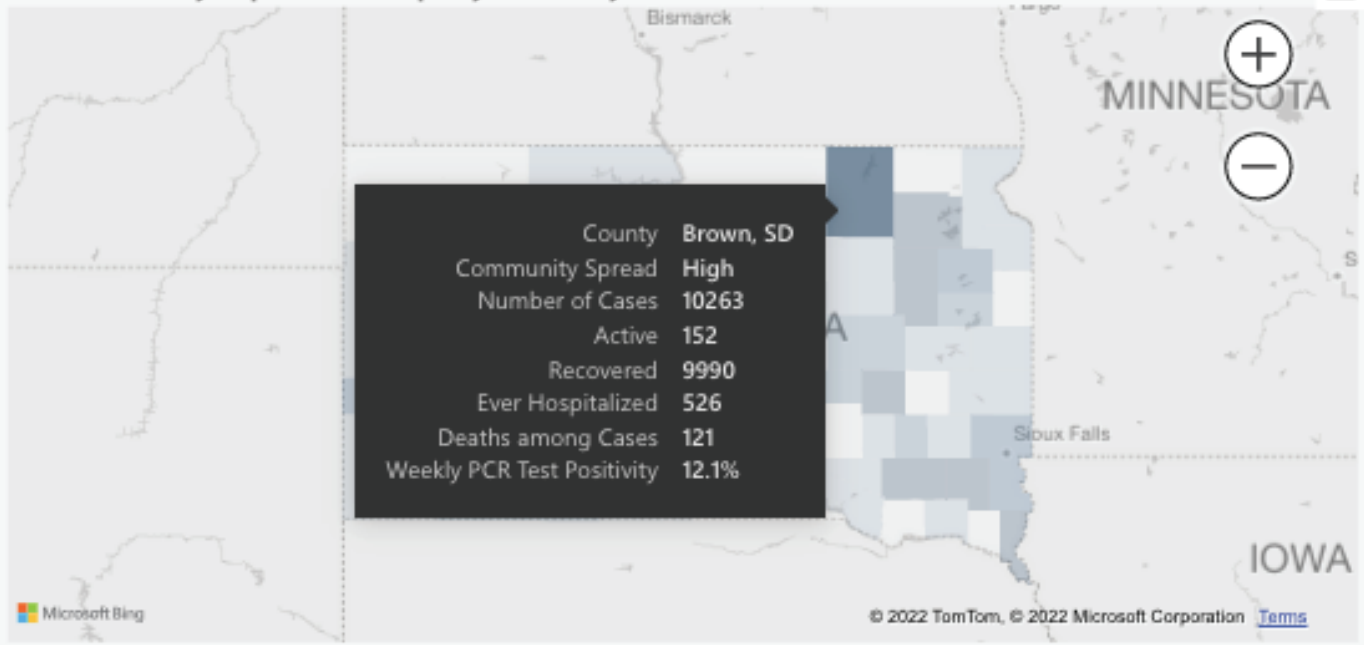 Bismarck
MINNESOTA
County Brown, SD
Community Spread High
Number of Cases 10263
Active 152
Recovered 9990
Ever Hospitalized 526
Deaths among Cases 121
Weekly PCR Test Positivity 12.1%
A
S
L
Sioux Falls
IOWA
Microsoft Bing
© 2022 TomTom, © 2022 Microsoft Corporation Terms